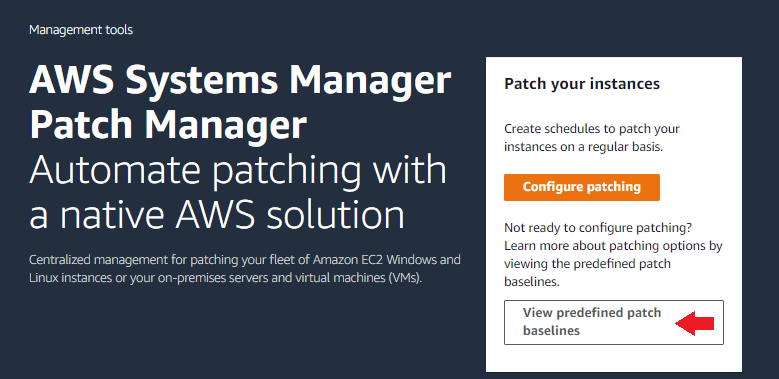 Management tools
AWS Systems Manager
Patch Manager
Automate patching with
a native AWS solution
Centralized management for patching your fleet of Amazon EC2 Windows and
Linux instances or your on-premises servers and virtual machines (VMs).
Patch your instances
Create schedules to patch your
instances on a regular basis.
Configure patching
Not ready to configure patching?
Learn more about patching options by
viewing the predefined patch
baselines.
View predefined patch
baselines